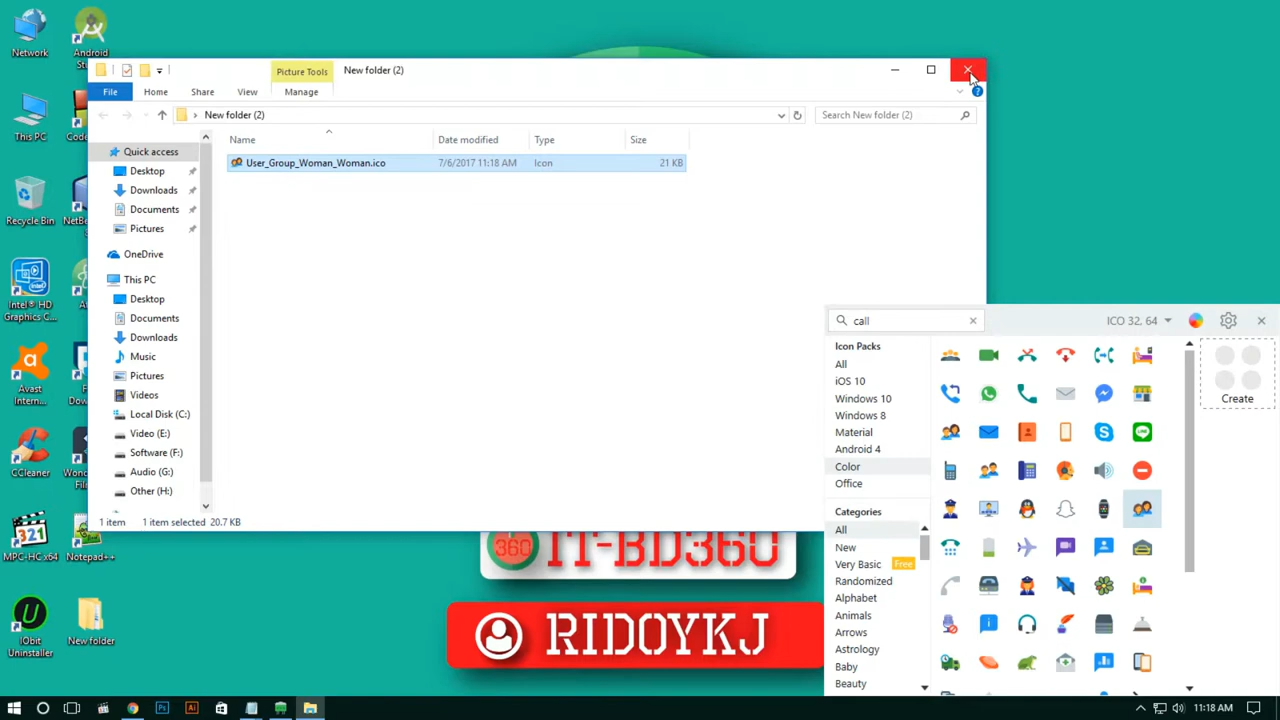 Network
Android
Stu...
This PC
Code
Recycle Bin
NetBe
Intel® HD
Graphics C...
Avast
Intern...
CCleaner
Wond
MPC-HC x64
Notepad++
IObit
Uninstaller
New folder
Picture Tools
New folder (2)
File
Home
Share
View
Manage
New folder (2)
Search New folder (2)
Name
Date modified
Type
Size
User_Group_Woman_Woman.ico
7/6/2017 11:18 AM
Icon
21 KB
Quick access
Desktop
Downloads
Documents
Pictures
OneDrive
This PC
Desktop
Documents
Downloads
Music
Pictures
Videos
Local Disk (C:)
Video (E:)
Software (F:)
Audio (G:)
Other (H:)
1 item
1 item selected 20.7 KB
call
ICO 32, 64
Icon Packs
All
iOS 10
Windows 10
Windows 8
Material
Android 4
Color
Office
Categories
All
New
Very Basic
Free
Randomized
Alphabet
Animals
Arrows
Astrology
Baby
Beauty
Create
LINE
360
IT-BD360
RIDOYKJ
11:18 AM